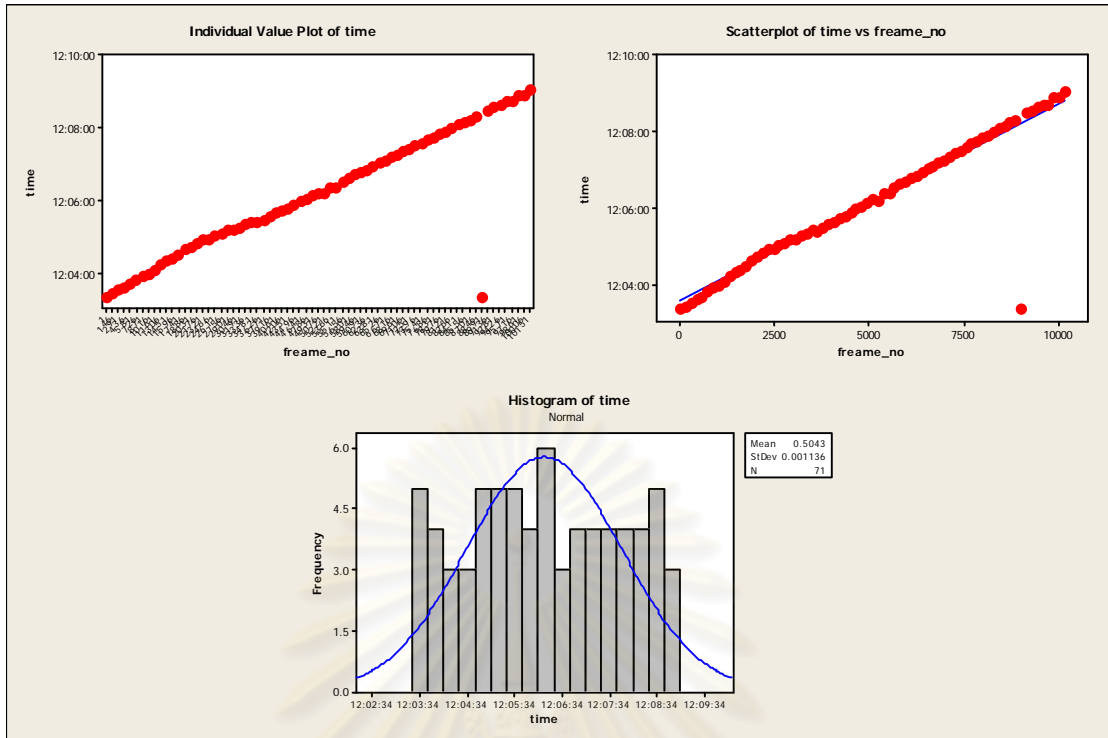 Individual Value Plot of time
12:10:00
12:08:00
12:06:00
12:04:00
time
freame_no
Scatterplot of time vs freame_no
12:10:00
12:08:00
12:06:00
12:04:00
time
0 2500 5000 7500 10000
freame_no
Histogram of time
Normal
6.0
4.5
3.0
1.5
0.0
Frequency
12:02:34 12:03:34 12:04:34 12:05:34 12:06:34 12:07:34 12:08:34 12:09:34
time
Mean 0.5043
StDev 0.001136
N 71